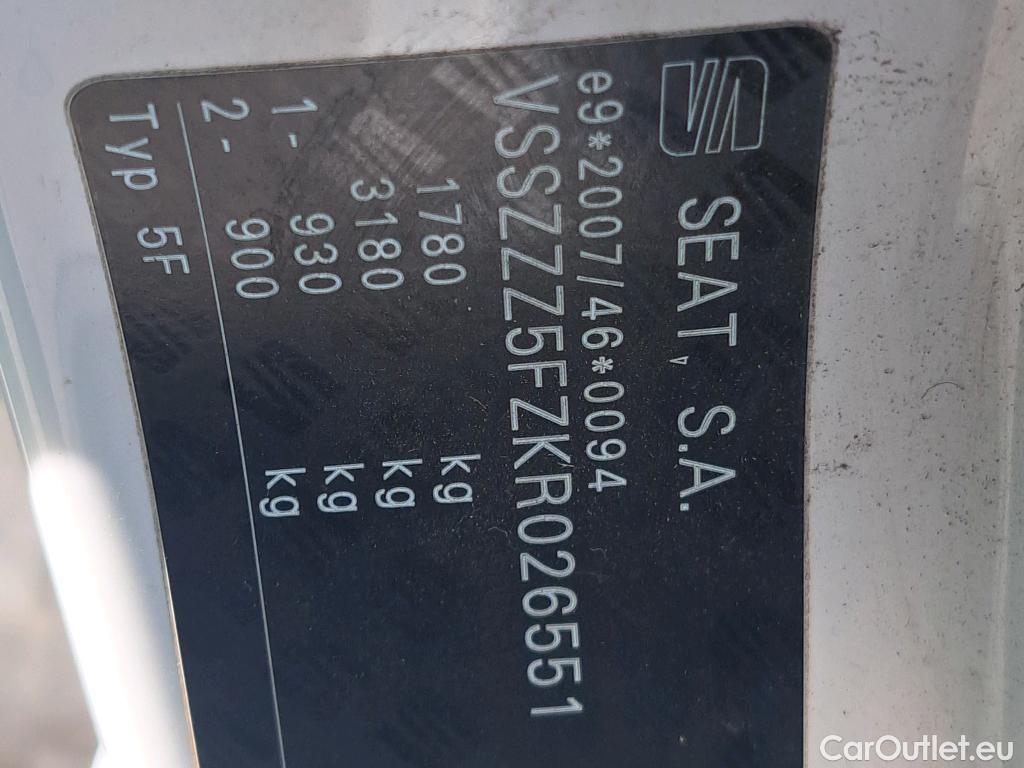 SEAT, S.A.
e9*2007/46*0094
VSSZZZ5FZKR026551
1780 kg
3180 kg
1- 930 kg
2- 900 kg
Typ 5F
CarOutlet.eu